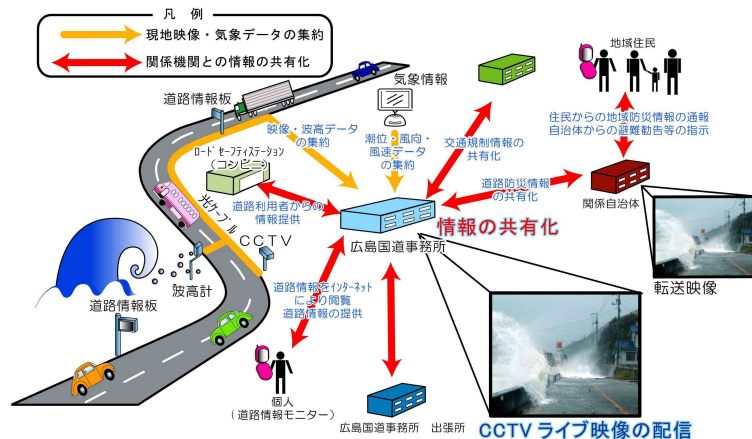 凡 例
現地映像・気象データの集約
関係機関との情報の共有化
道路情報板
気象情報
地域住民
映像・波高データ
の集約
潮位・風向・
風速データ
の集約
交通規制情報の
共有化
住民からの地域防災情報の通報
自治体からの避難勧告等の指示
ロードセーフティステーション
（コンビニ）
道路利用者からの
情報提供
道路防災情報
の共有化
関係自治体
光ケーブル
CCTV
情報の共有化
広島国道事務所
転送映像
波高計
道路情報板
道路情報をインターネット
により閲覧
道路情報の提供
個人
（道路情報モニター）
広島国道事務所 出張所
CCTVライブ映像の配信